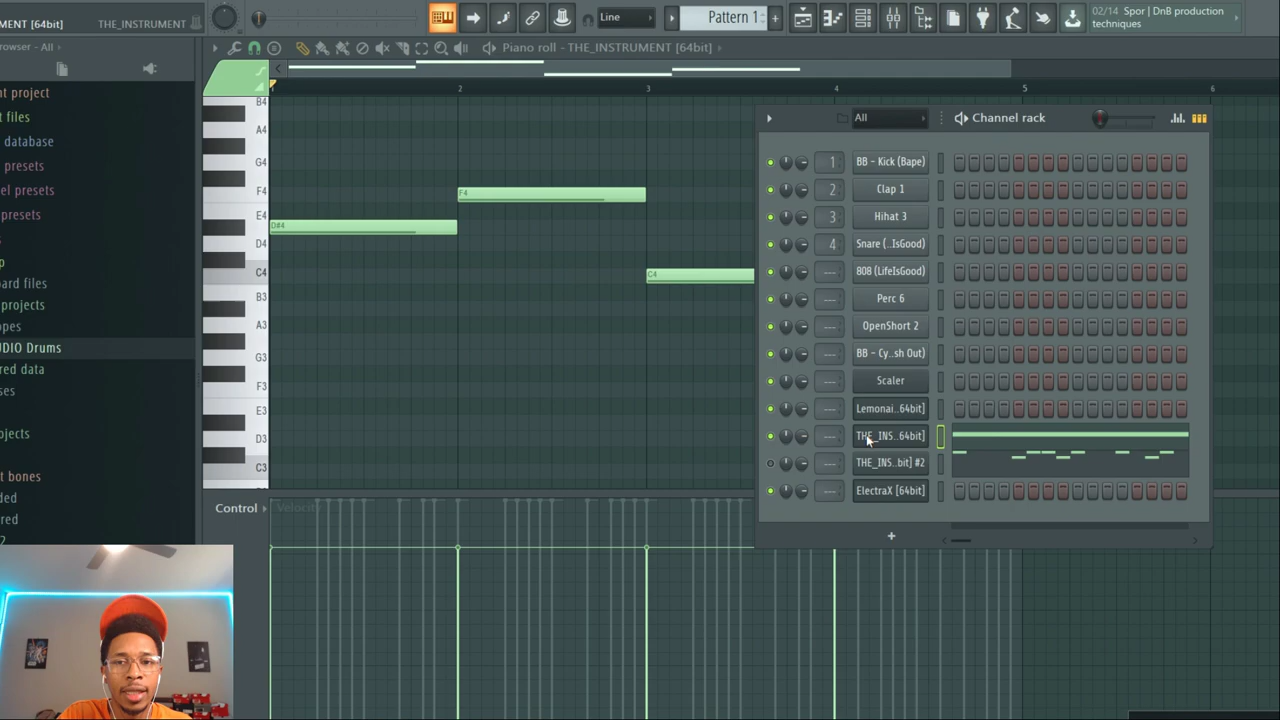 MENT [64bit]
THE_INSTRUMENT
Line
Pattern 1
+
02/14 Spor | DnB production
techniques
rowser - All
Piano roll - THE_INSTRUMENT [64bit]
nt project
t files
database
presets
el presets
presets
s
p
oard files
projects
opes
UDIO Drums
red data
ses
ojects
t bones
ded
red
2
2
3
4
5
6
B4
A4
G4
F4
E4
D4
C4
B3
A3
G3
F3
E3
D3
C3
D#4
F4
C4
Control
Velocity
All
Channel rack
1 BB - Kick (Bape)
2 Clap 1
3 Hihat 3
4 Snare (..IsGood)
--- 808 (LifeIsGood)
--- Perc 6
--- OpenShort 2
--- BB - Cy..sh Out)
--- Scaler
--- Lemonai..64bit]
--- THE_INS..64bit]
--- THE_INS..bit] #2
--- ElectraX [64bit]
+